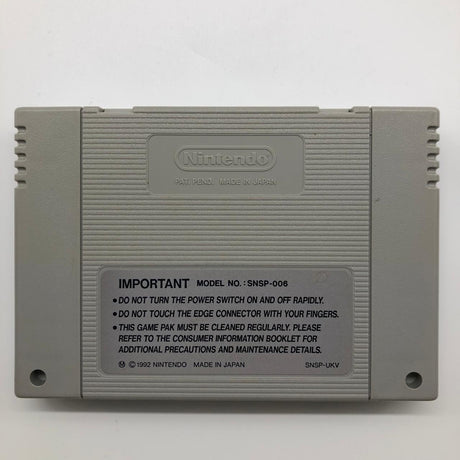 Nintendo
PAT. PEND. MADE IN JAPAN
IMPORTANT MODEL NO.: SNSP-006
• DO NOT TURN THE POWER SWITCH ON AND OFF RAPIDLY.
• DO NOT TOUCH THE EDGE CONNECTOR WITH YOUR FINGERS.
• THIS GAME PAK MUST BE CLEANED REGULARLY. PLEASE
REFER TO THE CONSUMER INFORMATION BOOKLET FOR
ADDITIONAL PRECAUTIONS AND MAINTENANCE DETAILS.
Ⓜ ©1992 NINTENDO MADE IN JAPAN SNSP-UKV